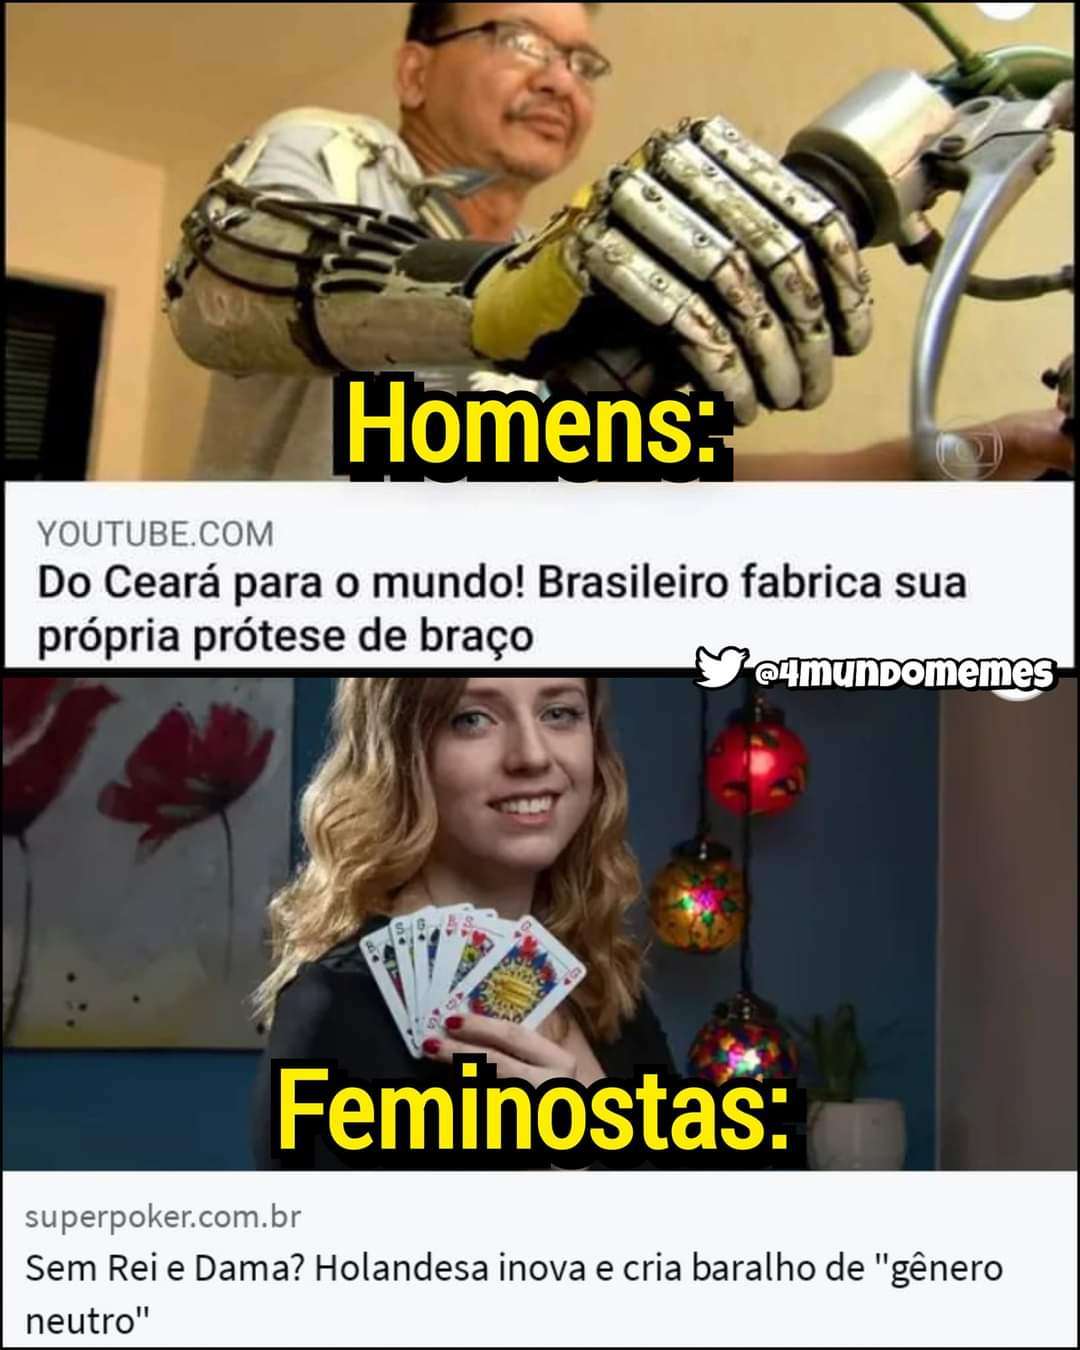 Homens:
YOUTUBE.COM
Do Ceará para o mundo! Brasileiro fabrica sua
própria prótese de braço
@4mundomemes
Feminostas:
superpoker.com.br
Sem Rei e Dama? Holandesa inova e cria baralho de "gênero
neutro"